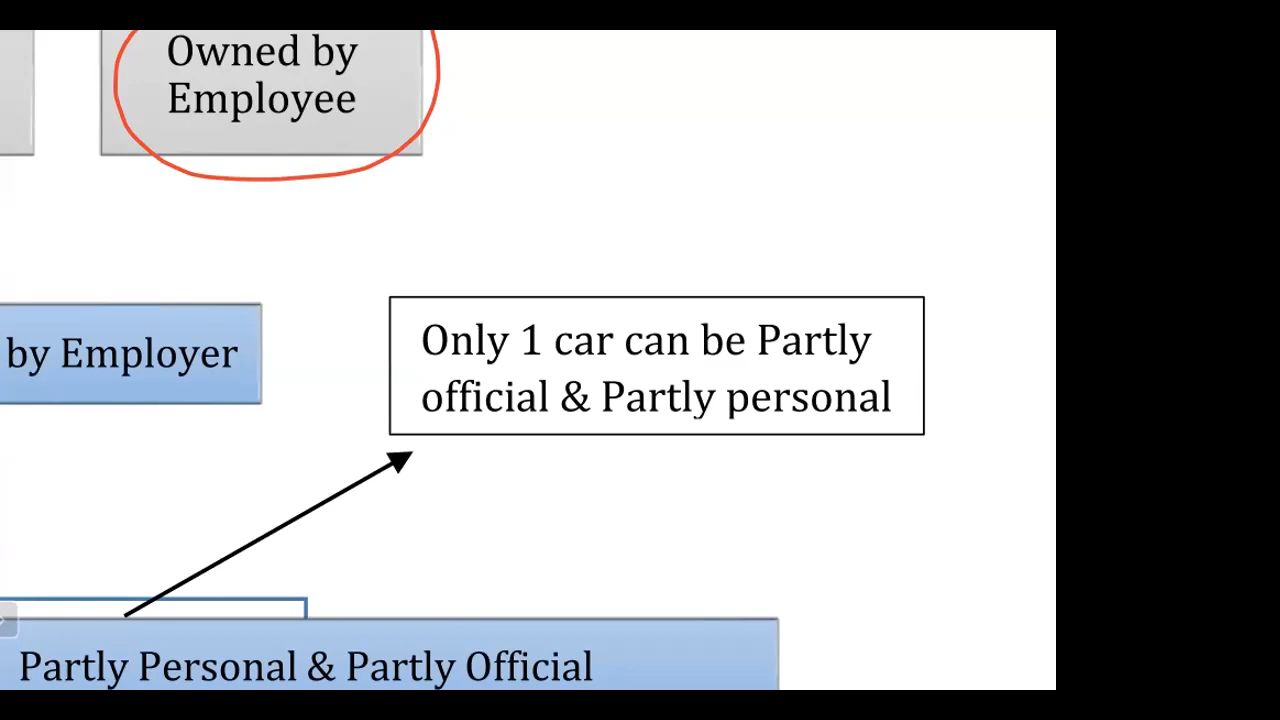 Owned by
Employee
by Employer
Only 1 car can be Partly
official & Partly personal
Partly Personal & Partly Official